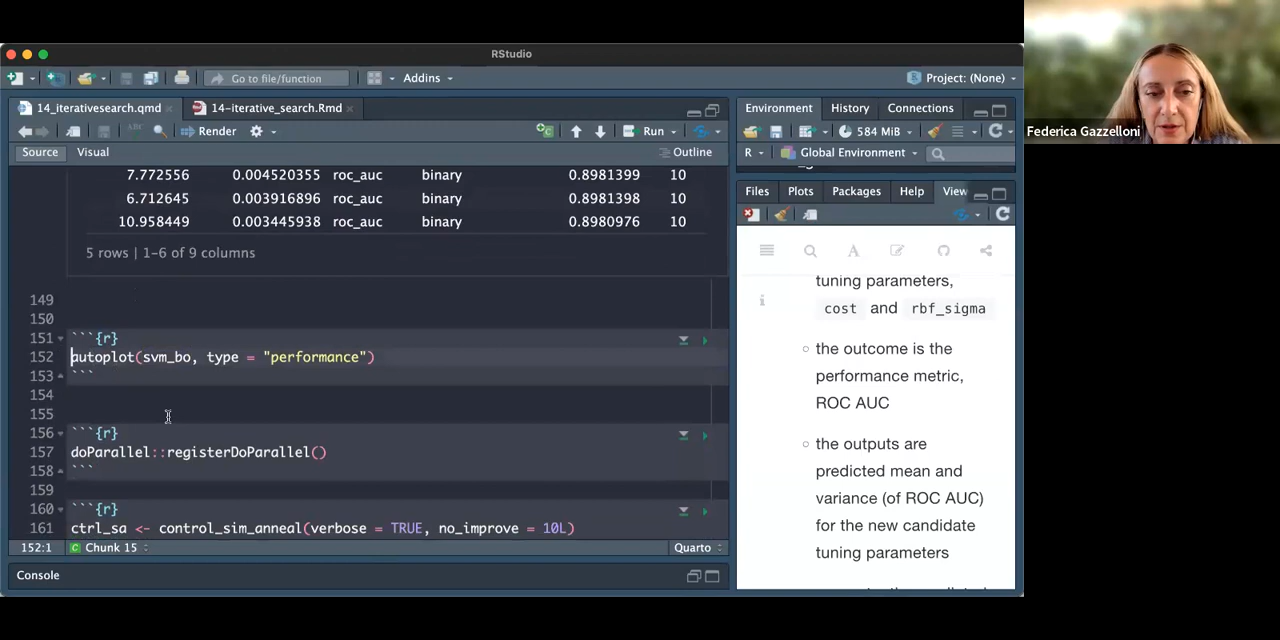 RStudio
Go to file/function
Addins
Project: (None)
14_iterativesearch.qmd
14-iterative_search.Rmd
Render
Run
Source
Visual
Outline
7.772556 0.004520355 roc_auc binary 0.8981399 10
6.712645 0.003916896 roc_auc binary 0.8981398 10
10.958449 0.003445938 roc_auc binary 0.8980976 10
5 rows | 1-6 of 9 columns
149
150
151 ```{r}
152 autoplot(svm_bo, type = "performance")
153 ```
154
155
156 ```{r}
157 doParallel::registerDoParallel()
158 ```
159
160 ```{r}
161 ctrl_sa <- control_sim_anneal(verbose = TRUE, no_improve = 10L)
152:1
Chunk 15
Quarto
Console
Environment
History
Connections
584 MiB
R
Global Environment
Files
Plots
Packages
Help
View
tuning parameters,
cost and rbf_sigma
the outcome is the
performance metric,
ROC AUC
the outputs are
predicted mean and
variance (of ROC AUC)
for the new candidate
tuning parameters
Federica Gazzelloni